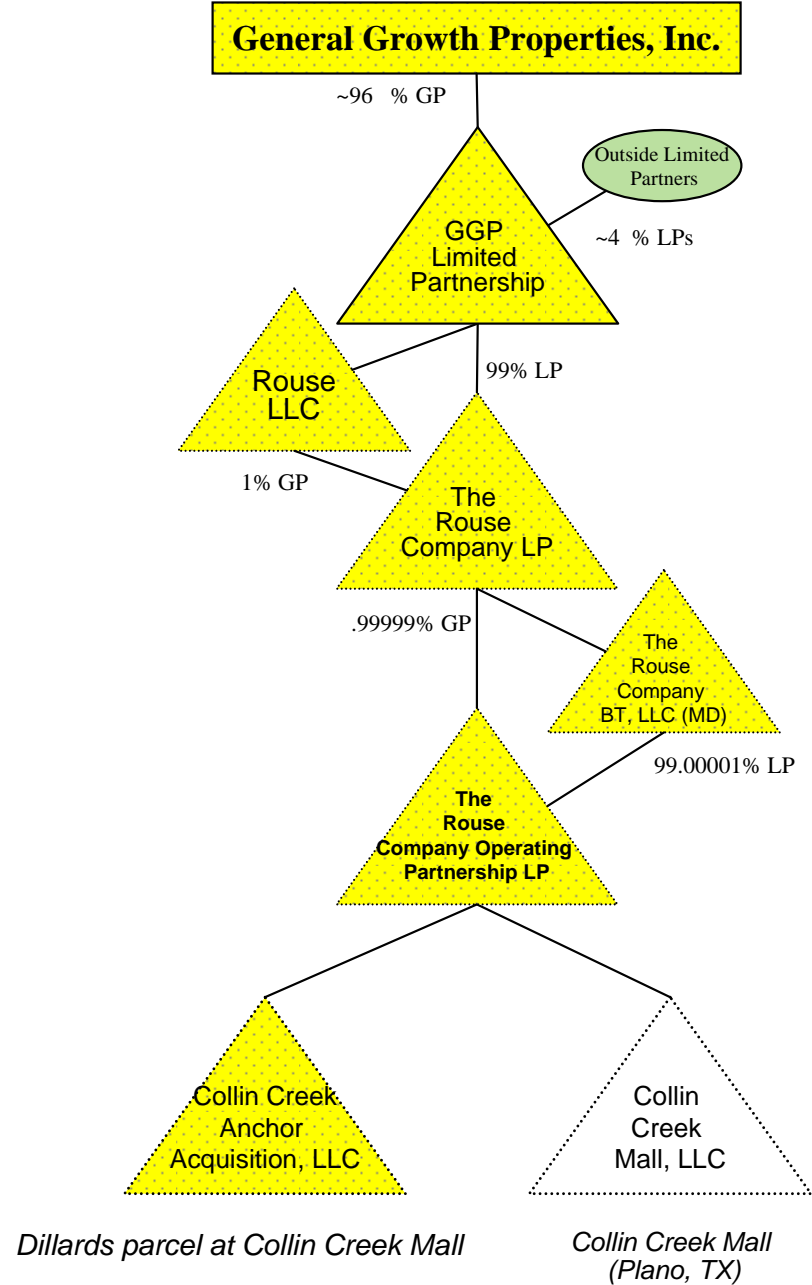 General Growth Properties, Inc.
~96 % GP
Outside Limited
Partners
GGP
Limited
Partnership
~4 % LPs
Rouse
LLC
99% LP
1% GP
The
Rouse
Company LP
.99999% GP
The
Rouse
Company
BT, LLC (MD)
99.00001% LP
The
Rouse
Company Operating
Partnership LP
Collin Creek
Anchor
Acquisition, LLC
Collin
Creek
Mall, LLC
Dillards parcel at Collin Creek Mall
Collin Creek Mall
(Plano, TX)